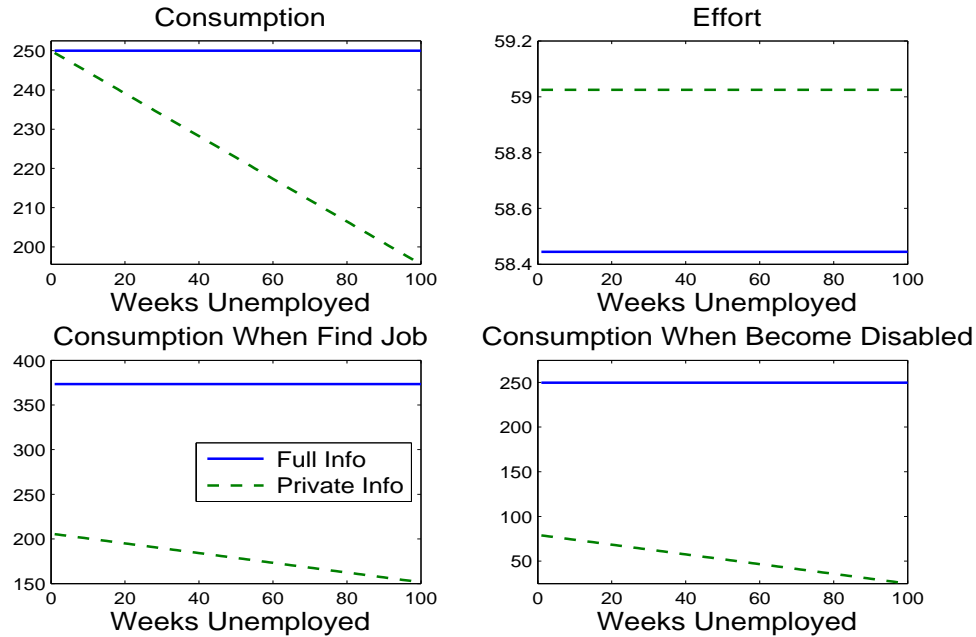 Consumption
250
240
230
220
210
200
0 20 40 60 80 100
Weeks Unemployed
Effort
59.2
59
58.8
58.6
58.4
0 20 40 60 80 100
Weeks Unemployed
Consumption When Find Job
400
350
300
250
200
150
0 20 40 60 80 100
Weeks Unemployed
Full Info
Private Info
Consumption When Become Disabled
250
200
150
100
50
0 20 40 60 80 100
Weeks Unemployed